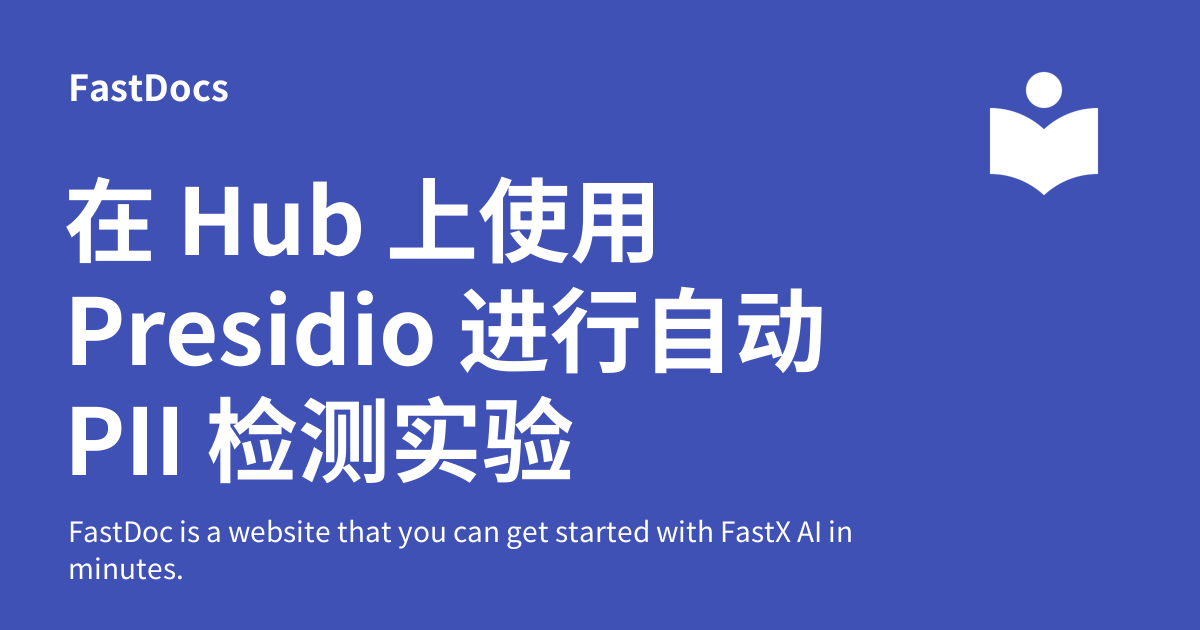 FastDocs
在 Hub 上使用
Presidio 进行自动
PII 检测实验
FastDoc is a website that you can get started with FastX AI in
minutes.